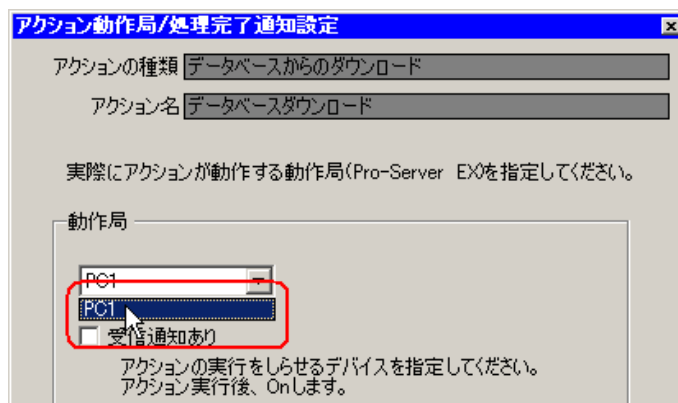 アクション動作局/処理完了通知設定
アクションの種類 データベースからのダウンロード
アクション名 データベースダウンロード
実際にアクションが動作する動作局(Pro-Server EX)を指定してください。
動作局
PC1
PC1
受信通知あり
アクションの実行をしらせるデバイスを指定してください。
アクション実行後、Onします。